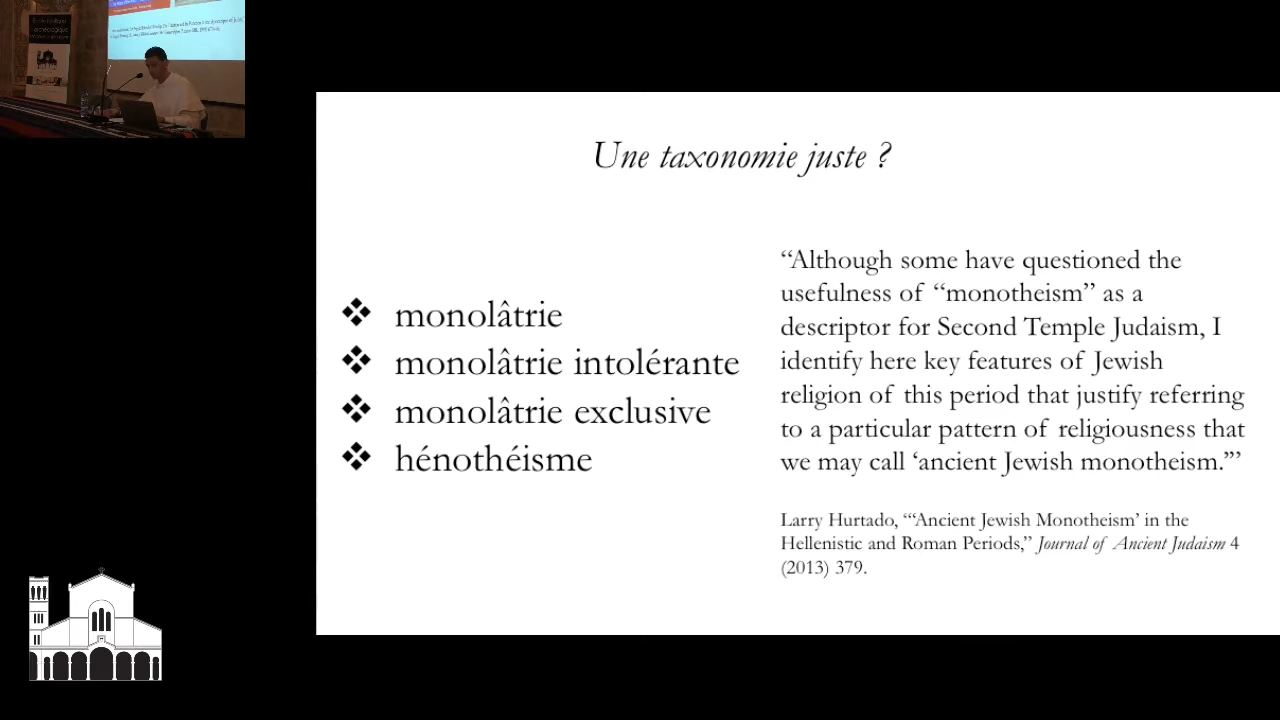 Une taxonomie juste ?
❖ monolâtrie
❖ monolâtrie intolérante
❖ monolâtrie exclusive
❖ hénothéisme
“Although some have questioned the
usefulness of “monotheism” as a
descriptor for Second Temple Judaism, I
identify here key features of Jewish
religion of this period that justify referring
to a particular pattern of religiousness that
we may call ‘ancient Jewish monotheism.”’
Larry Hurtado, “‘Ancient Jewish Monotheism’ in the
Hellenistic and Roman Periods,” Journal of Ancient Judaism 4
(2013) 379.